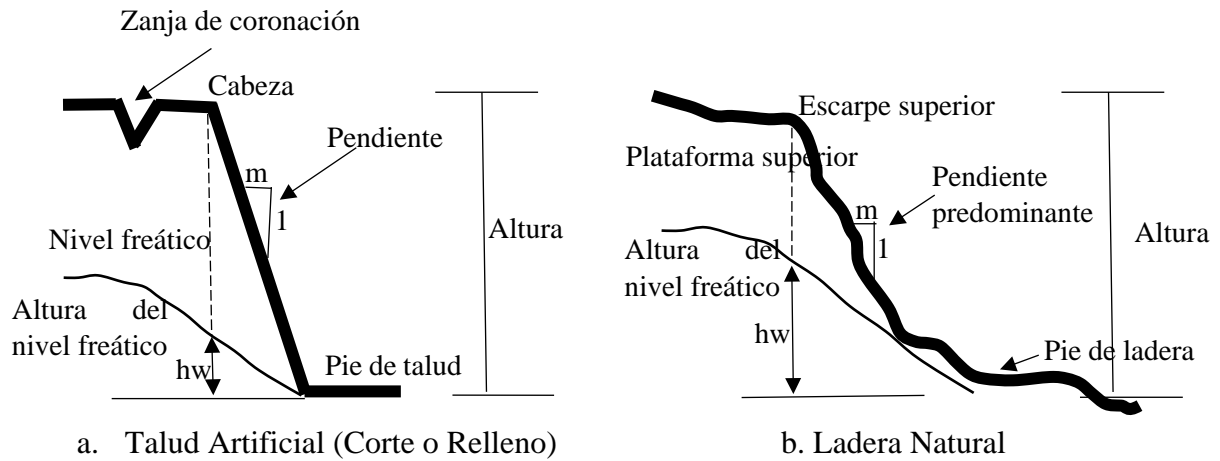 Zanja de coronación
Cabeza
Pendiente
m
1
Altura
Nivel freático
Altura del
nivel freático
hw
Pie de talud
a. Talud Artificial (Corte o Relleno)
Escarpe superior
Plataforma superior
Pendiente
predominante
m
1
Altura
Altura del
nivel freático
hw
Pie de ladera
b. Ladera Natural